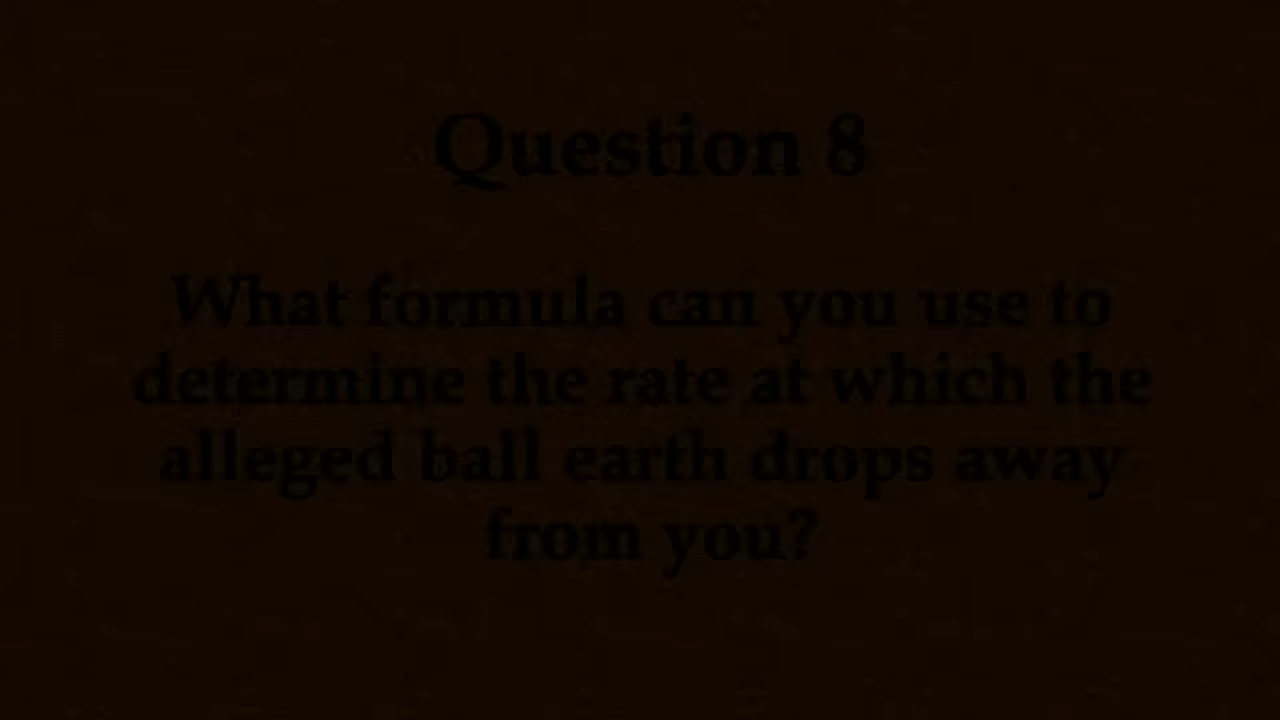 Question 8
What formula can you use to
determine the rate at which the
alleged ball earth drops away
from you?